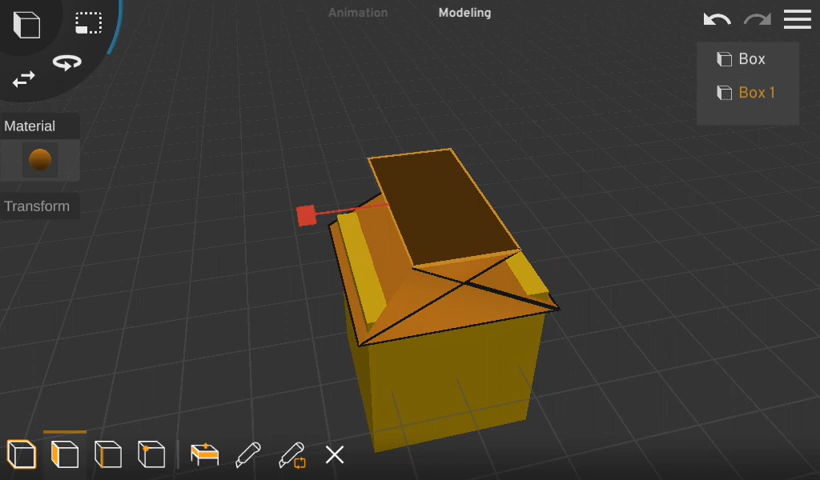 Animation
Modeling
Box
Box 1
Material
Transform